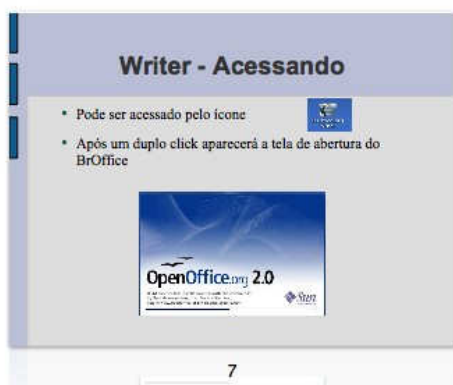 Writer - Acessando
• Pode ser acessado pelo ícone
• Após um duplo click aparecerá a tela de abertura do
BrOffice
OpenOffice.org 2.0
Sun
7